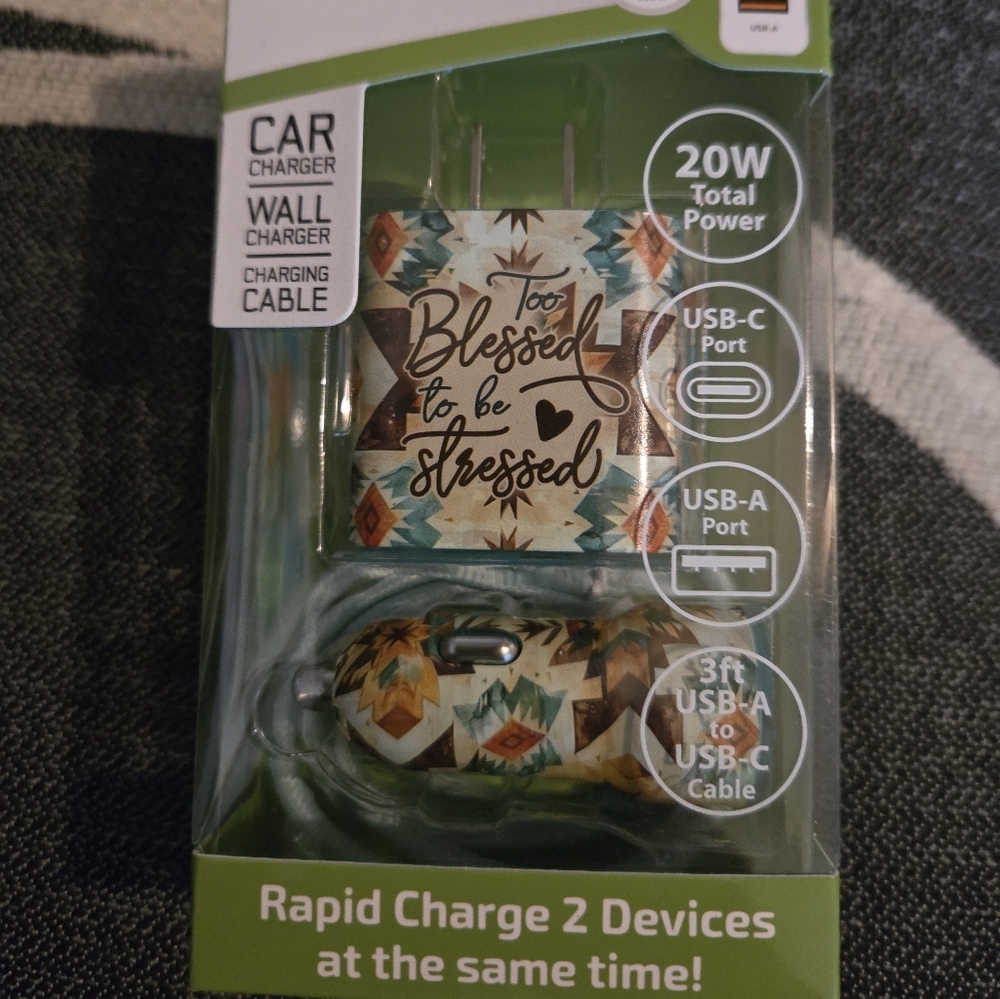 USB-A
CAR
CHARGER
WALL
CHARGER
CHARGING
CABLE
20W
Total
Power
Too
Blessed
to be
stressed
USB-C
Port
USB-A
Port
3ft
USB-A
to
USB-C
Cable
Rapid Charge 2 Devices
at the same time!